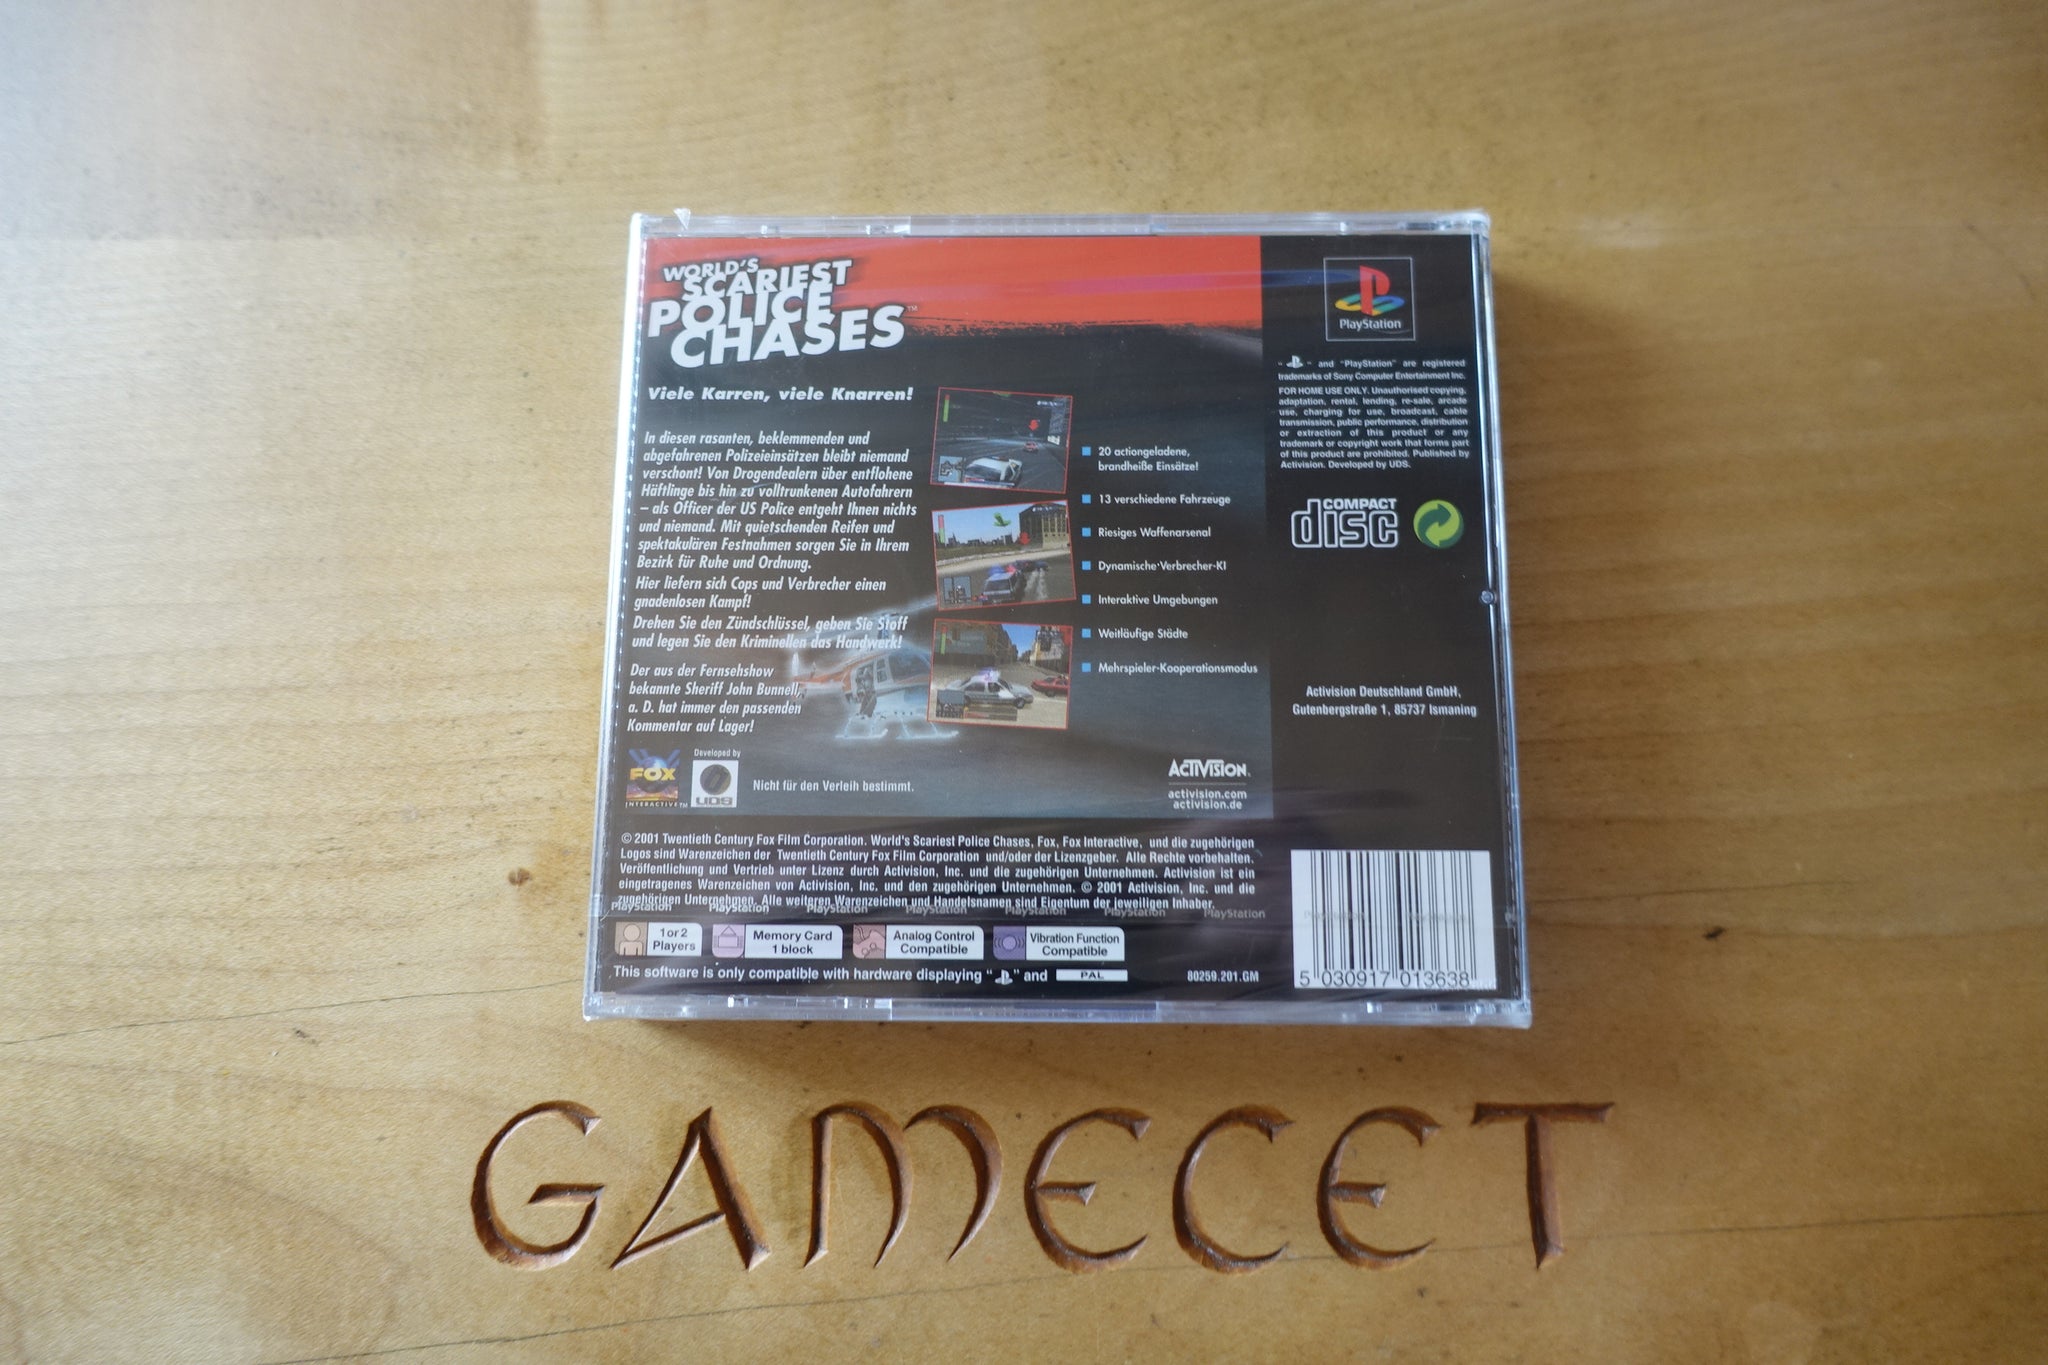 WORLD'S
SCARIEST
POLICE
CHASES™
Viele Karren, viele Knarren!
In diesen rasanten, beklemmenden und
abgefahrenen Polizeieinsätzen bleibt niemand
verschont! Von Drogendealern über entflohene
Häftlinge bis hin zu volltrunkenen Autofahrern
– als Officer der US Police entgeht Ihnen nichts
und niemand. Mit quietschenden Reifen und
spektakulären Festnahmen sorgen Sie in Ihrem
Bezirk für Ruhe und Ordnung.
Hier liefern sich Cops und Verbrecher einen
gnadenlosen Kampf!
Drehen Sie den Zündschlüssel, geben Sie Stoff
und legen Sie den Kriminellen das Handwerk!
Der aus der Fernsehshow
bekannte Sheriff John Bunnell,
a. D. hat immer den passenden
Kommentar auf Lager!
20 actiongeladene,
brandheiße Einsätze!
13 verschiedene Fahrzeuge
Riesiges Waffenarsenal
Dynamische Verbrecher-KI
Interaktive Umgebungen
Weitläufige Städte
Mehrspieler-Kooperationsmodus
FOX
INTERACTIVE™
Developed by
UDS
Nicht für den Verleih bestimmt.
ACTIVISION.
activision.com
activision.de
PlayStation
" " and "PlayStation" are registered
trademarks of Sony Computer Entertainment Inc.
FOR HOME USE ONLY. Unauthorised copying,
adaptation, rental, lending, re-sale, arcade
use, charging for use, broadcast, cable
transmission, public performance, distribution
or extraction of this product or any
trademark or copyright work that forms part
of this product are prohibited. Published by
Activision. Developed by UDS.
COMPACT
disc
Activision Deutschland GmbH,
Gutenbergstraße 1, 85737 Ismaning
© 2001 Twentieth Century Fox Film Corporation. World's Scariest Police Chases, Fox, Fox Interactive, und die zugehörigen
Logos sind Warenzeichen der Twentieth Century Fox Film Corporation und/oder der Lizenzgeber. Alle Rechte vorbehalten.
Veröffentlichung und Vertrieb unter Lizenz durch Activision, Inc. und die zugehörigen Unternehmen. Activision ist ein
eingetragenes Warenzeichen von Activision, Inc. und den zugehörigen Unternehmen. © 2001 Activision, Inc. und die
zugehörigen Unternehmen. Alle weiteren Warenzeichen und Handelsnamen sind Eigentum der jeweiligen Inhaber.
PlayStation PlayStation PlayStation PlayStation PlayStation PlayStation PlayStation
1 or 2
Players
Memory Card
1 block
Analog Control
Compatible
Vibration Function
Compatible
This software is only compatible with hardware displaying " " and PAL
80259.201.GM
5 030917 013638
GAMECET